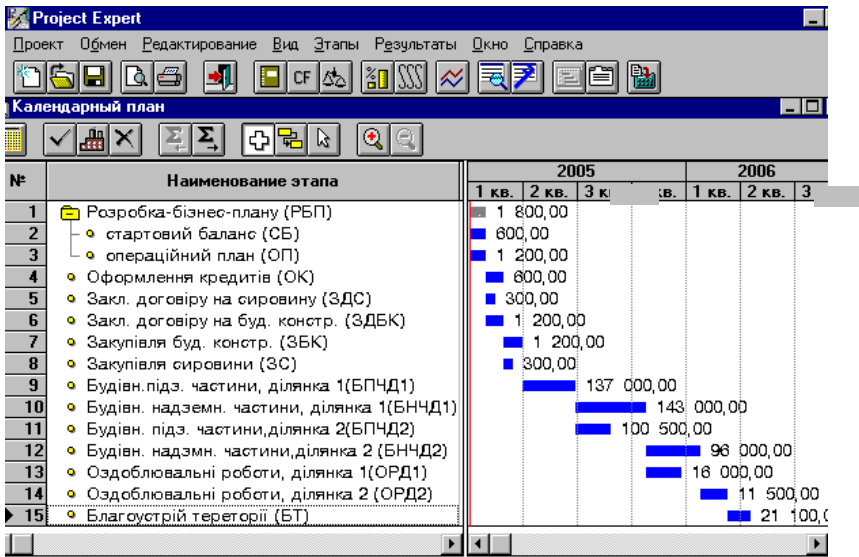 Project Expert
Проект Обмен Редактирование Вид Этапы Результаты Окно Справка
CF
Календарный план
№ Наименование этапа 2005 2006
1 кв. 2 кв. 3 кв. 1 кв. 2 кв. 3
1 Розробка-бізнес-плану (РБП) 1 800,00
2 стартовий баланс (СБ) 600,00
3 операційний план (ОП) 1 200,00
4 Оформлення кредитів (ОК) 600,00
5 Закл. договіру на сировину (ЗДС) 300,00
6 Закл. договіру на буд. констр. (ЗДБК) 1 200,00
7 Закупівля буд. констр. (ЗБК) 1 200,00
8 Закупівля сировини (ЗС) 300,00
9 Будівн.підз. частини, ділянка 1(БПЧД1) 137 000,00
10 Будівн. надземн. частини, ділянка 1(БНЧД1) 143 000,00
11 Будівн. підз. частини,ділянка 2(БПЧД2) 100 500,00
12 Будівн. надзмн. частини,ділянка 2 (БНЧД2) 96 000,00
13 Оздоблювальні роботи, ділянка 1(ОРД1) 16 000,00
14 Оздоблювальні роботи, ділянка 2 (ОРД2) 11 500,00
15 Благоустрій тереторії (БТ) 21 100,0